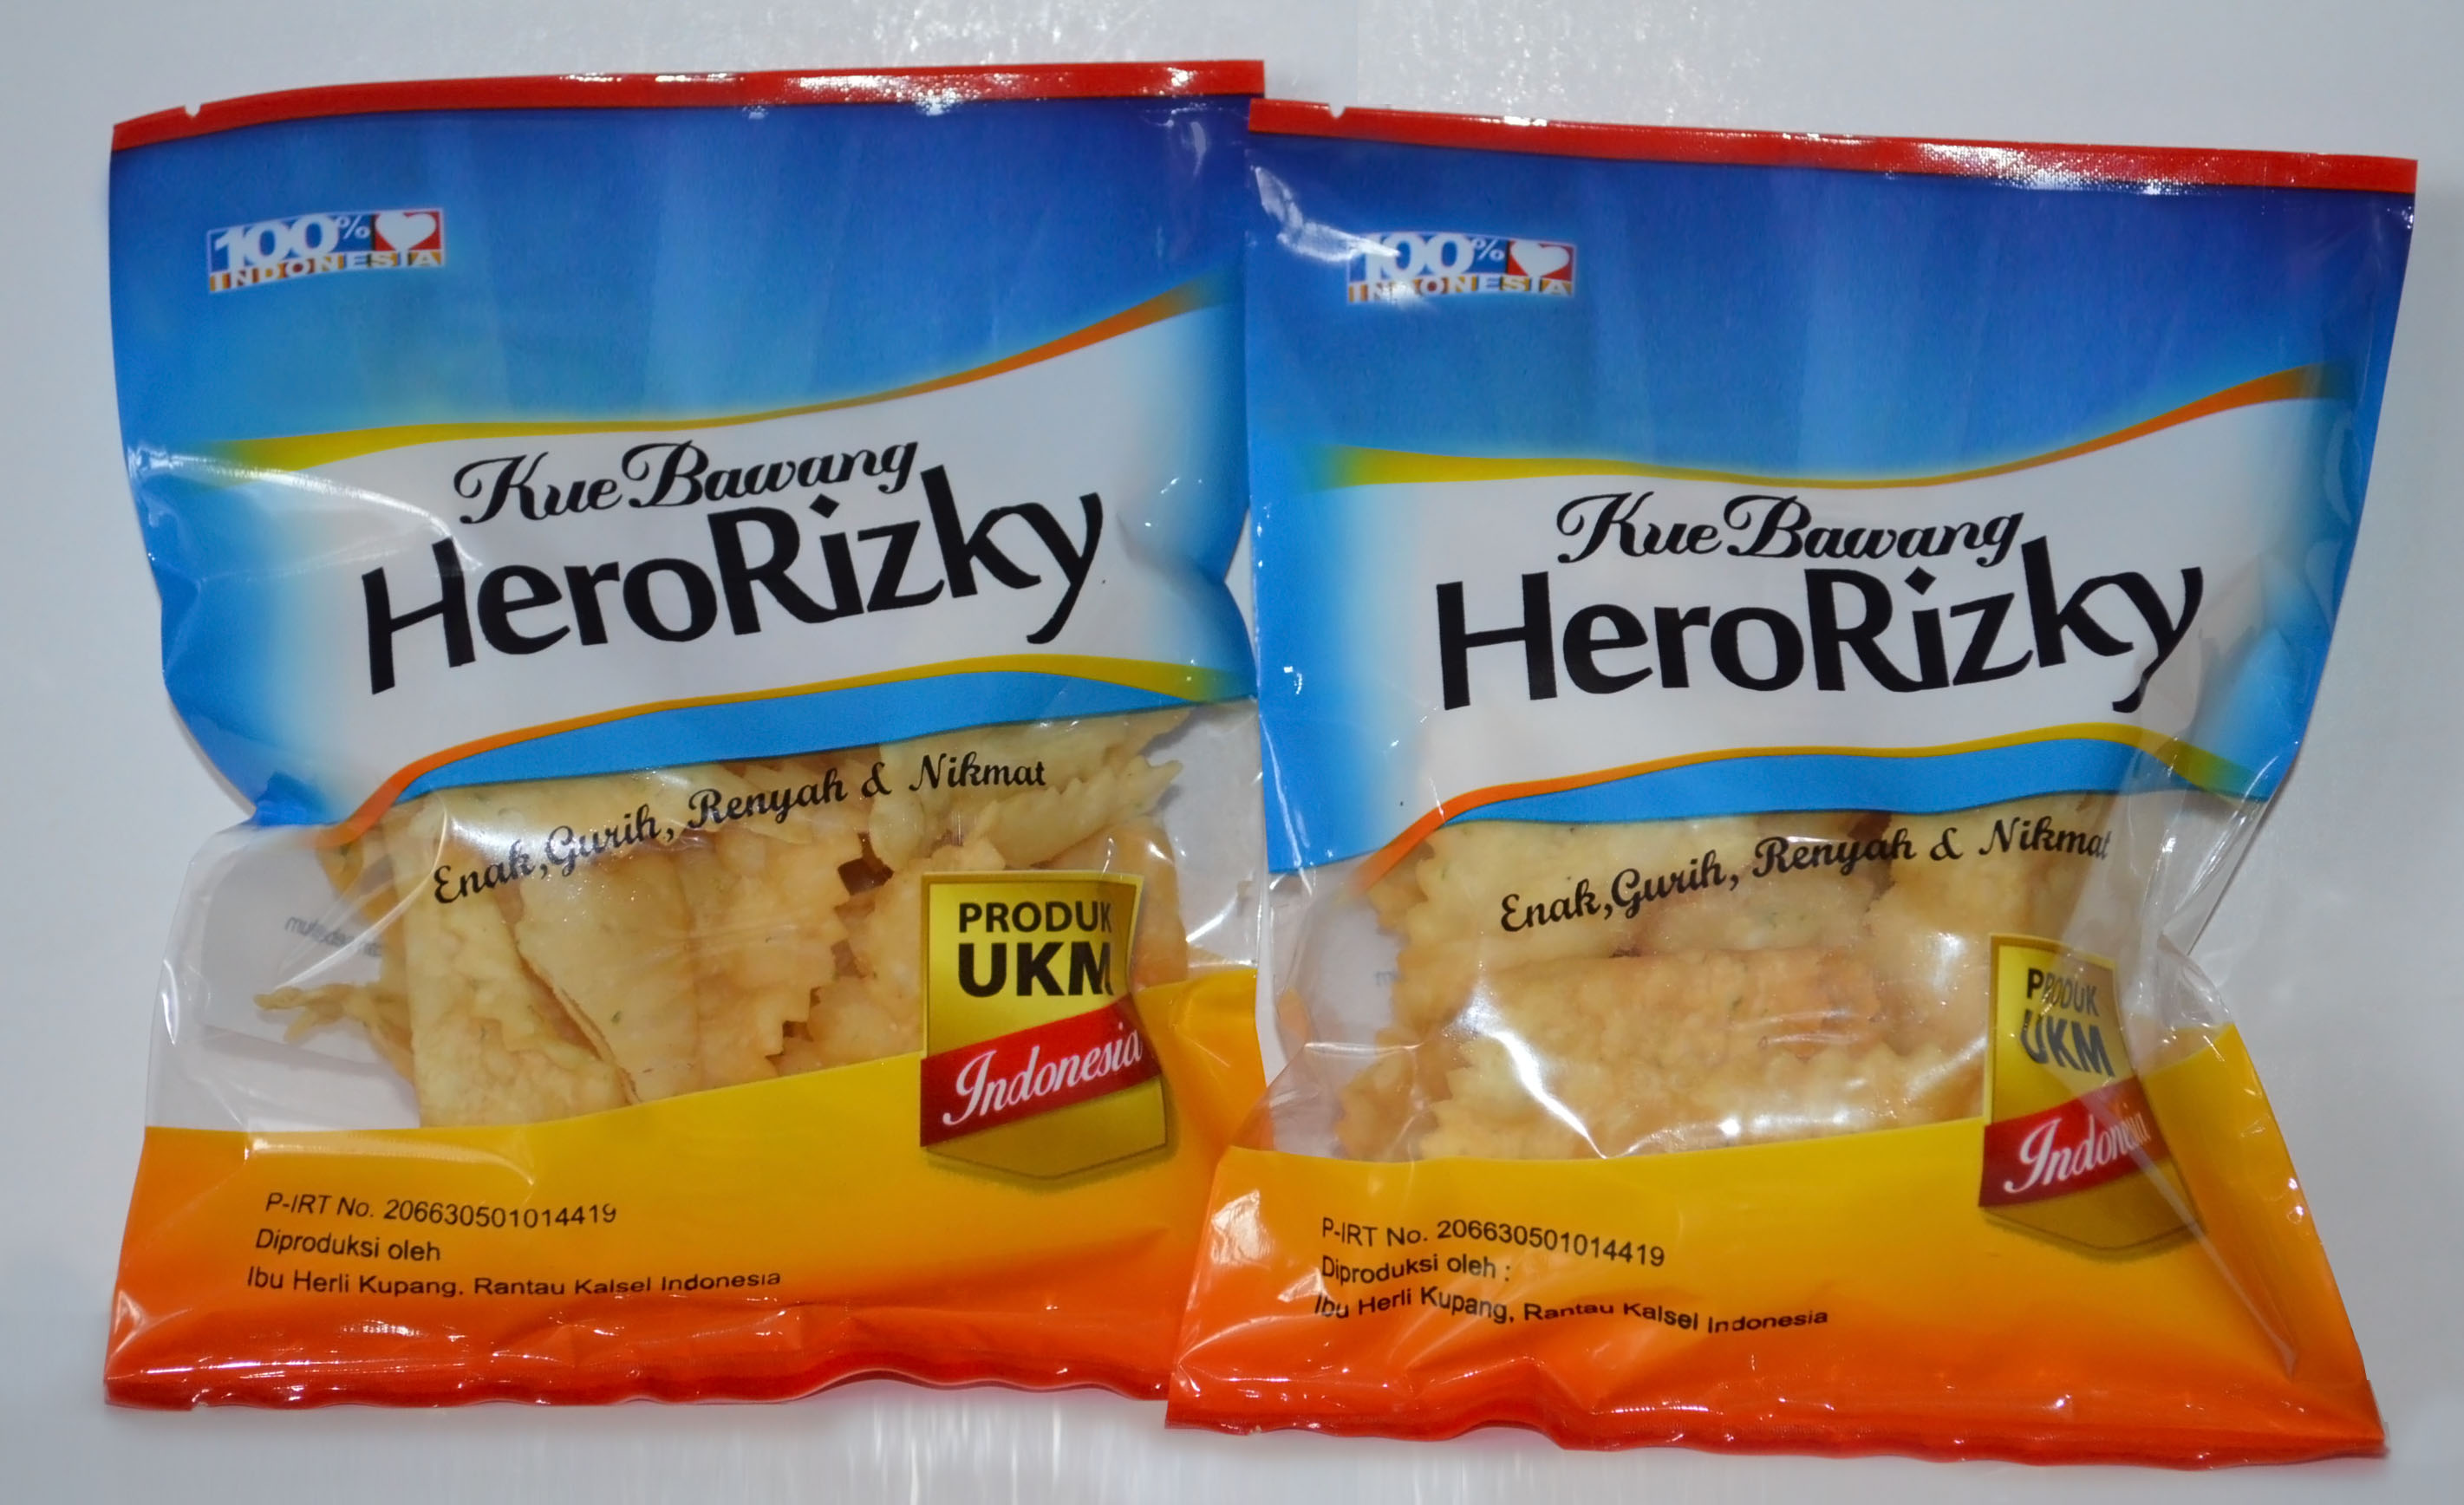 100%
INDONESIA
Kue Bawang
HeroRizky
Enak,Gurih, Renyah & Nikmat
PRODUK
UKM
Indonesia
P-IRT No. 206630501014419
Diproduksi oleh
Ibu Herli Kupang, Rantau Kalsel Indonesia
100%
INDONESIA
Kue Bawang
HeroRizky
Enak,Gurih, Renyah & Nikmat
PRODUK
UKM
Indonesia
P-IRT No. 206630501014419
Diproduksi oleh :
Ibu Herli Kupang, Rantau Kalsel Indonesia